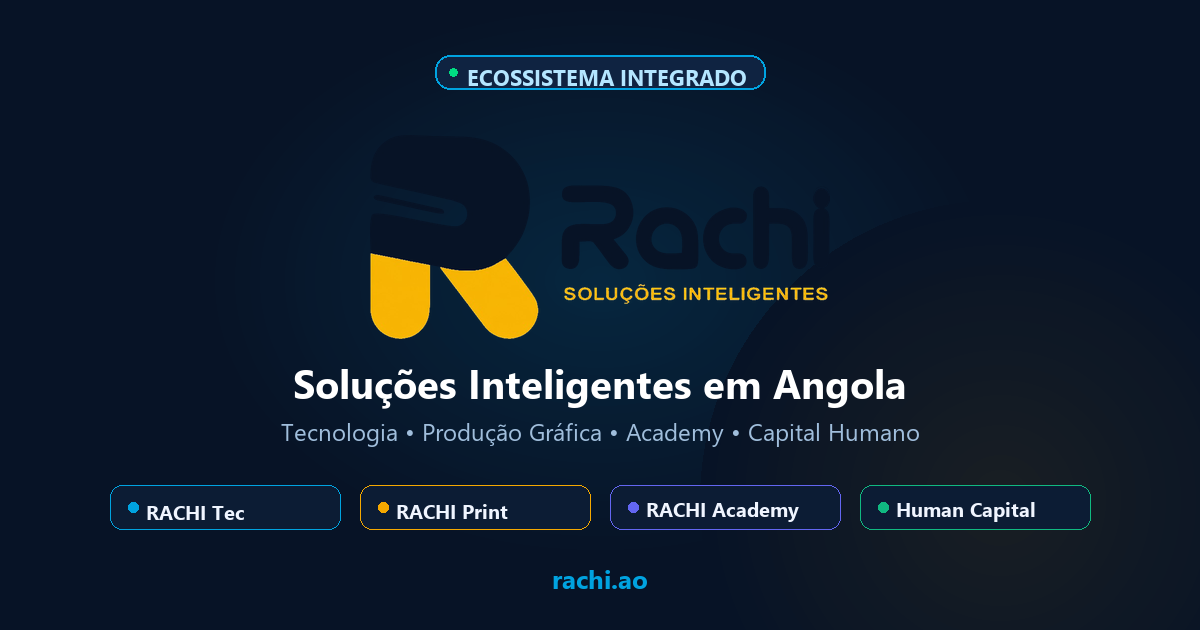 ECOSSISTEMA INTEGRADO
Rachi
SOLUÇÕES INTELIGENTES
Soluções Inteligentes em Angola
Tecnologia • Produção Gráfica • Academy • Capital Humano
RACHI Tec
RACHI Print
RACHI Academy
Human Capital
rachi.ao